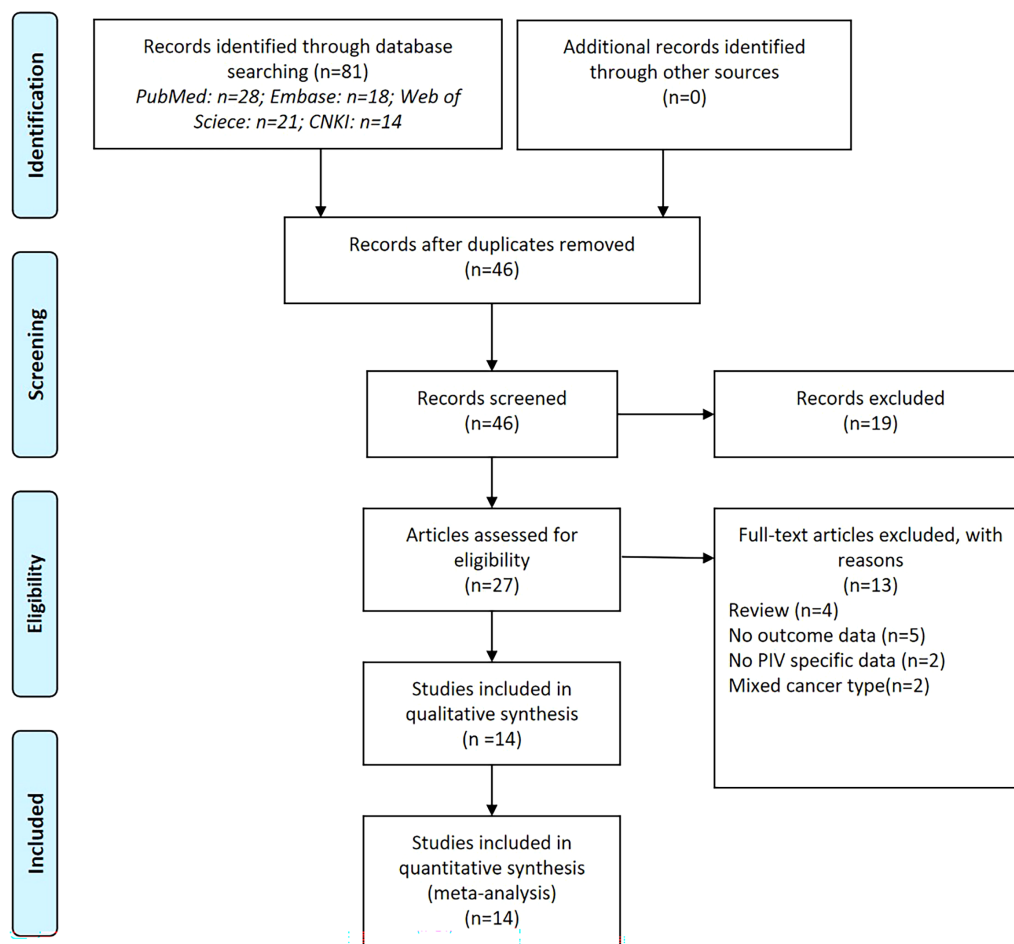 Identification
Records identified through database
searching (n=81)
PubMed: n=28; Embase: n=18; Web of
Sciece: n=21; CNKI: n=14
Additional records identified
through other sources
(n=0)
Records after duplicates removed
(n=46)
Screening
Records screened
(n=46)
Records excluded
(n=19)
Eligibility
Articles assessed for
eligibility
(n=27)
Full-text articles excluded, with
reasons
(n=13)
Review (n=4)
No outcome data (n=5)
No PIV specific data (n=2)
Mixed cancer type(n=2)
Studies included in
qualitative synthesis
(n =14)
Included
Studies included in
quantitative synthesis
(meta-analysis)
(n=14)